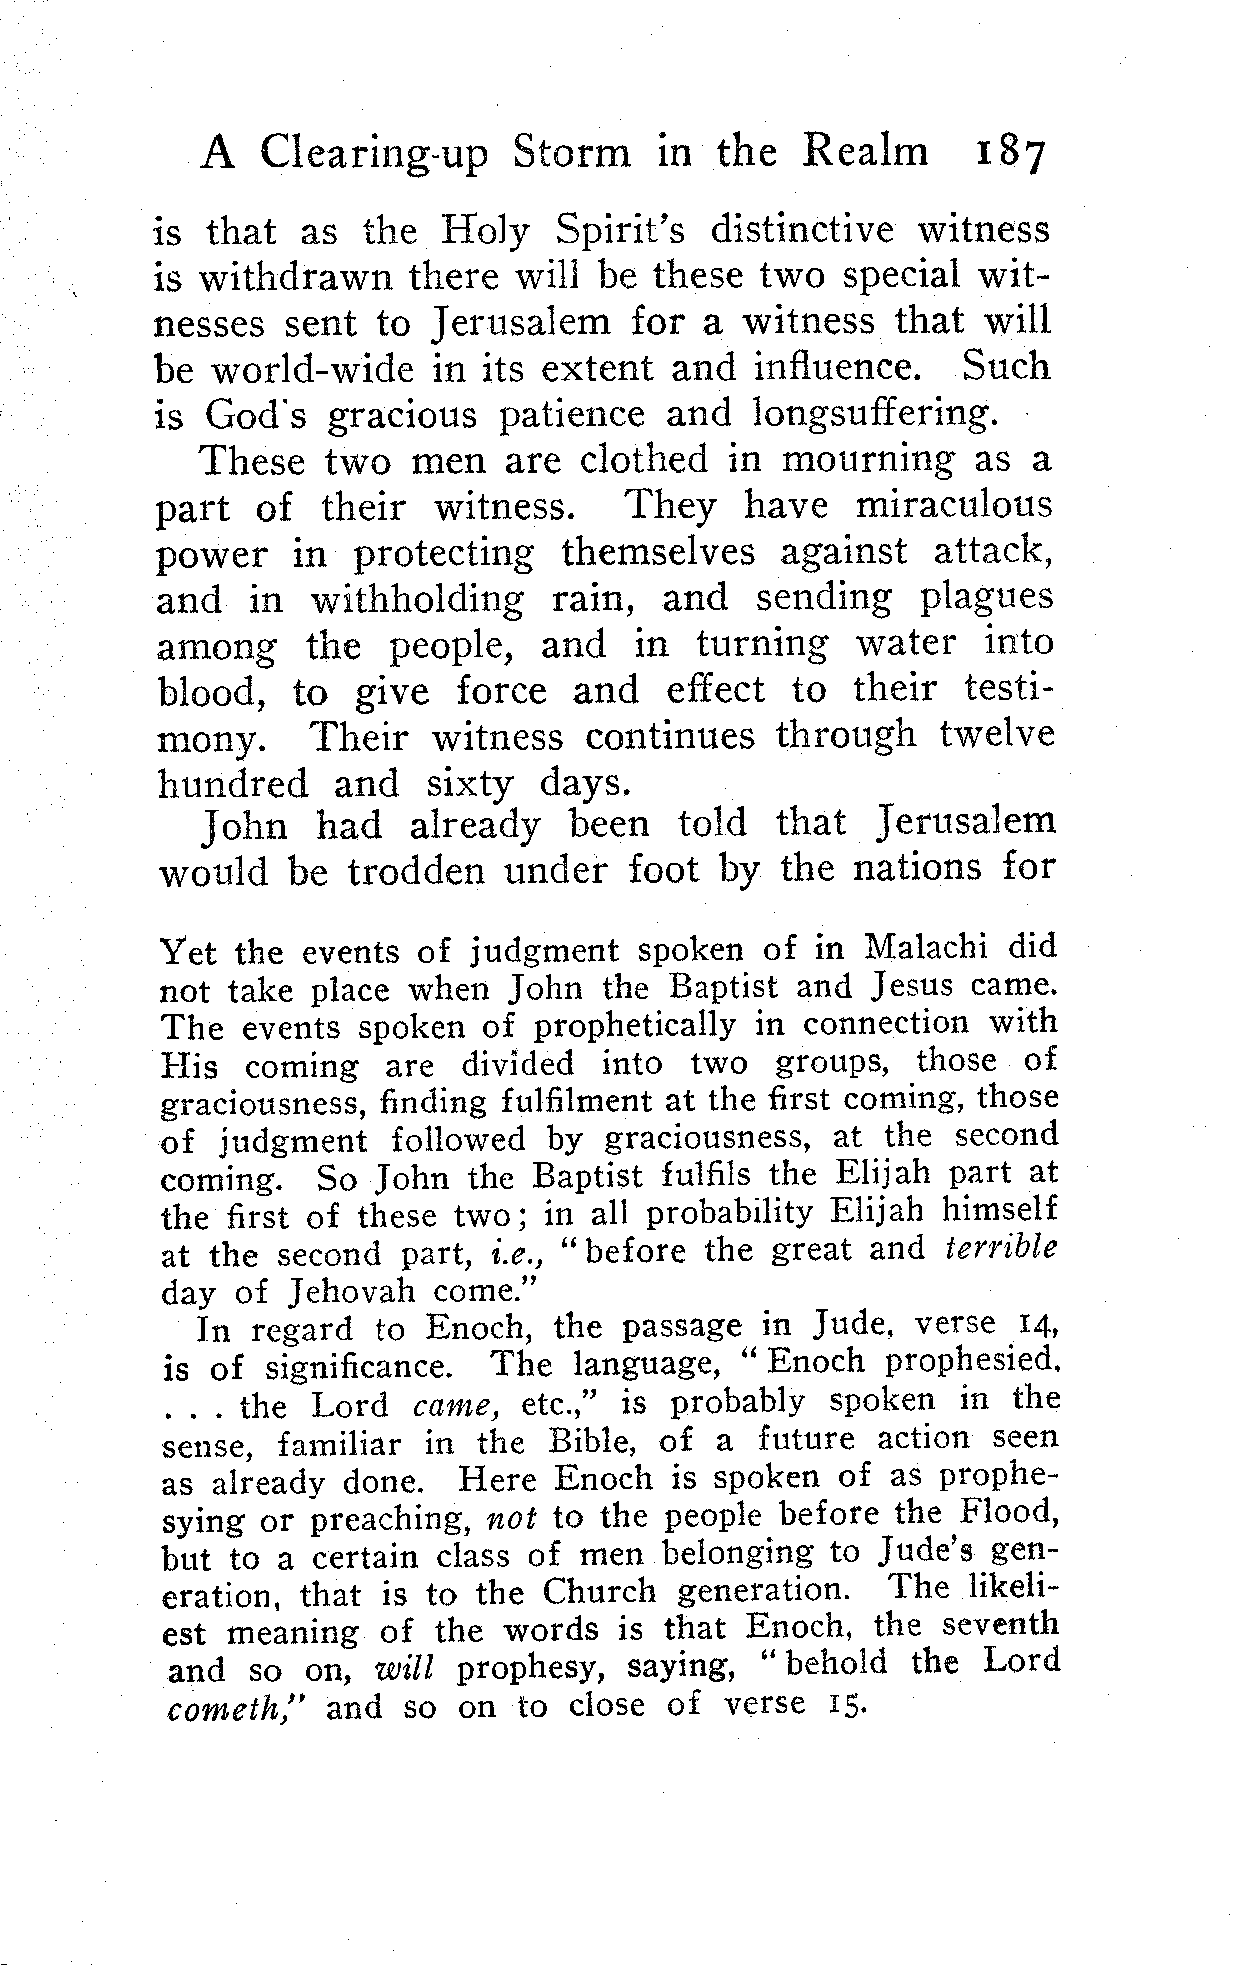 A Clearing-up Storm in the Realm 187
is that as the Holy Spirit's distinctive witness
is withdrawn there will be these two special wit-
nesses sent to Jerusalem for a witness that will
be world-wide in its extent and influence. Such
is God's gracious patience and longsuffering.
These two men are clothed in mourning as a
part of their witness. They have miraculous
power in protecting themselves against attack,
and in withholding rain, and sending plagues
among the people, and in turning water into
blood, to give force and effect to their testi-
mony. Their witness continues through twelve
hundred and sixty days.
John had already been told that Jerusalem
would be trodden under foot by the nations for
Yet the events of judgment spoken of in Malachi did
not take place when John the Baptist and Jesus came.
The events spoken of prophetically in connection with
His coming are divided into two groups, those of
graciousness, finding fulfilment at the first coming, those
of judgment followed by graciousness, at the second
coming. So John the Baptist fulfils the Elijah part at
the first of these two; in all probability Elijah himself
at the second part, i.e., "before the great and terrible
day of Jehovah come."
In regard to Enoch, the passage in Jude, verse 14,
is of significance. The language, "Enoch prophesied,
. . . the Lord came, etc.," is probably spoken in the
sense, familiar in the Bible, of a future action seen
as already done. Here Enoch is spoken of as prophe-
sying or preaching, not to the people before the Flood,
but to a certain class of men belonging to Jude's gen-
eration, that is to the Church generation. The likeli-
est meaning of the words is that Enoch, the seventh
and so on, will prophesy, saying, "behold the Lord
cometh," and so on to close of verse 15.